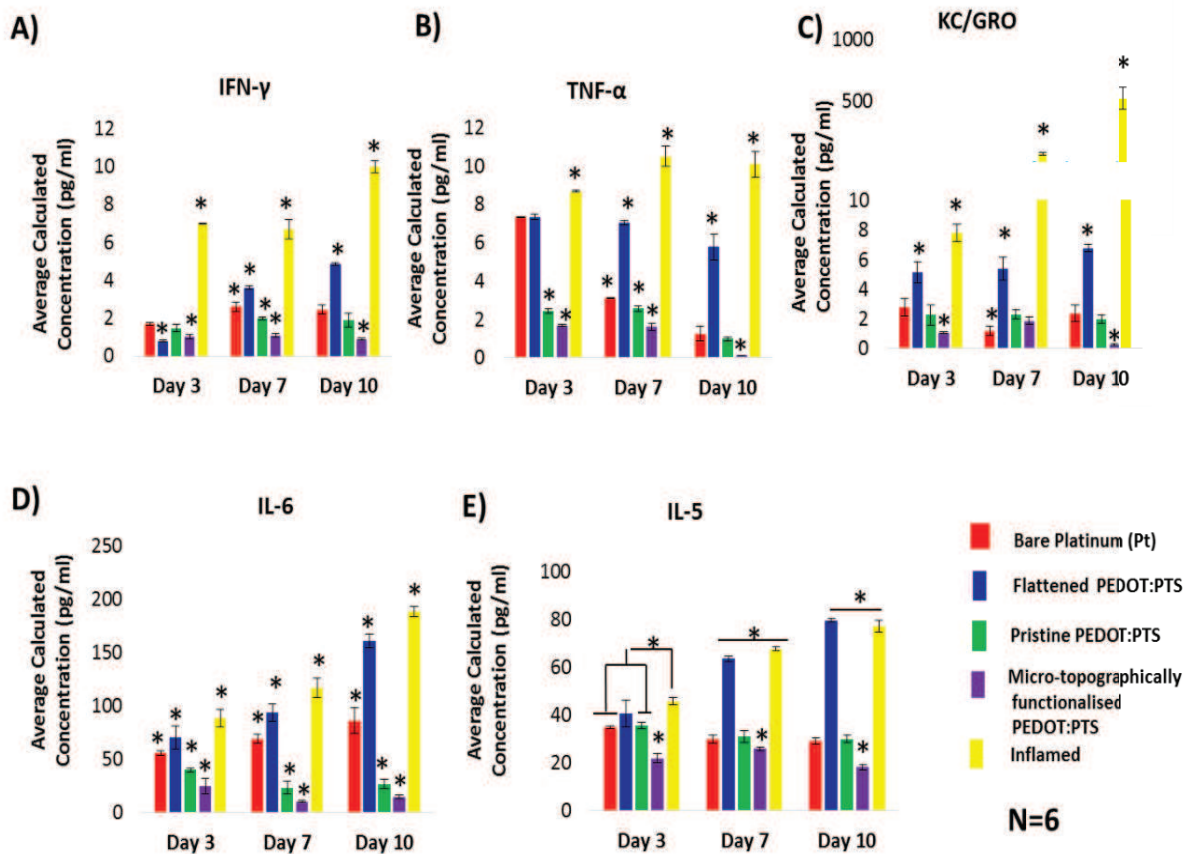 A)
IFN-γ
Average Calculated
Concentration (pg/ml)
12
10
8
6
4
2
0
* * * * * * * * * *
Day 3 Day 7 Day 10
B)
TNF-α
Average Calculated
Concentration (pg/ml)
12
10
8
6
4
2
0
* * * * * * * * * * *
Day 3 Day 7 Day 10
C)
KC/GRO
Average Calculated
Concentration (pg/ml)
1000
500
10
8
6
4
2
0
* * * * * * * * *
Day 3 Day 7 Day 10
D)
IL-6
Average Calculated
Concentration (pg/ml)
250
200
150
100
50
0
* * * * * * * * * * * * * * *
Day 3 Day 7 Day 10
E)
IL-5
Average Calculated
Concentration (pg/ml)
100
80
60
40
20
0
* * * * * *
Day 3 Day 7 Day 10
Bare Platinum (Pt)
Flattened PEDOT:PTS
Pristine PEDOT:PTS
Micro-topographically
functionalised
PEDOT:PTS
Inflamed
N=6